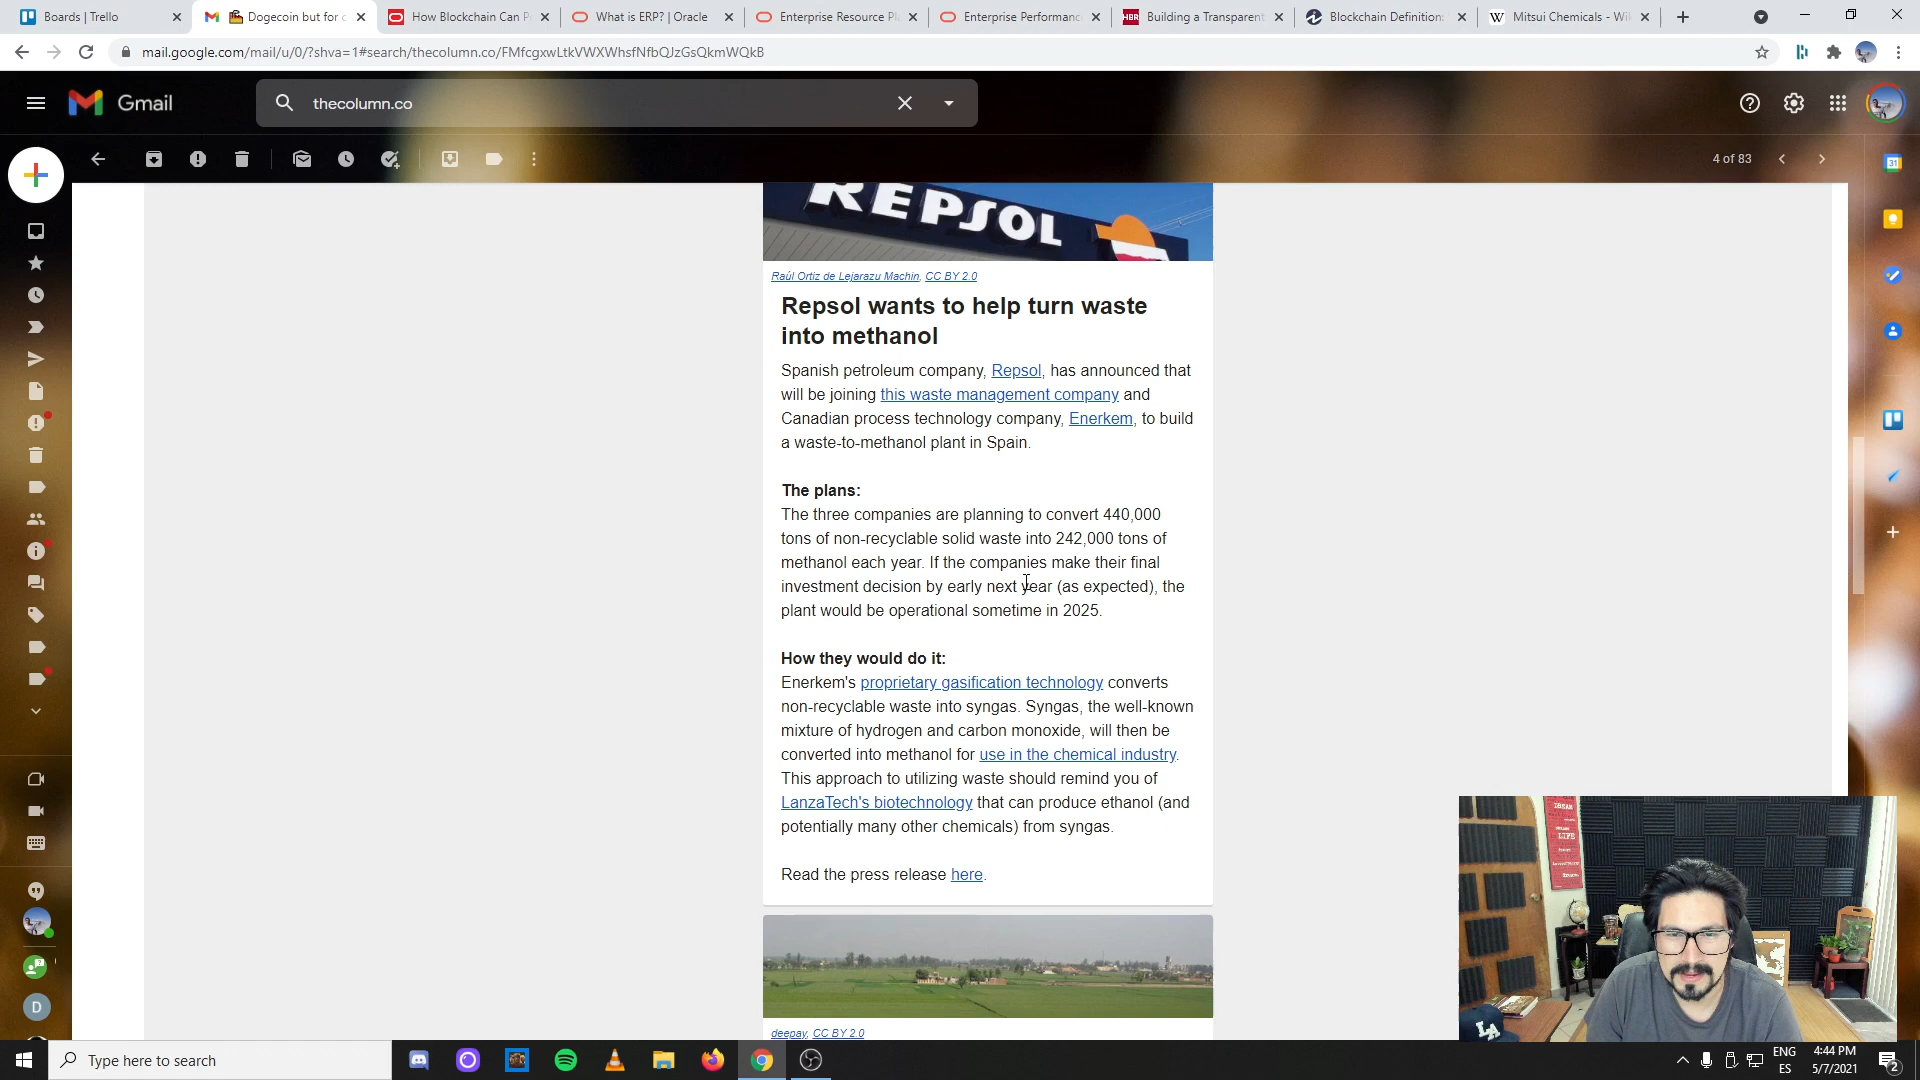 Boards | Trello
Dogecoin but for c
How Blockchain Can P
What is ERP? | Oracle
Enterprise Resource Pl
Enterprise Performanc
HBR
Building a Transparent
Blockchain Definition:
W
Mitsui Chemicals - Wi
mail.google.com/mail/u/0/?shva=1#search/thecolumn.co/FMfcgxwLtkVWXWhsfNfbQJzGsQkmWQkB
Gmail
thecolumn.co
4 of 83
31
REPSOL
Raúl Ortiz de Lejarazu Machin, CC BY 2.0
Repsol wants to help turn waste
into methanol
Spanish petroleum company, Repsol, has announced that
will be joining this waste management company and
Canadian process technology company, Enerkem, to build
a waste-to-methanol plant in Spain.
The plans:
The three companies are planning to convert 440,000
tons of non-recyclable solid waste into 242,000 tons of
methanol each year. If the companies make their final
investment decision by early next year (as expected), the
plant would be operational sometime in 2025.
How they would do it:
Enerkem's proprietary gasification technology converts
non-recyclable waste into syngas. Syngas, the well-known
mixture of hydrogen and carbon monoxide, will then be
converted into methanol for use in the chemical industry.
This approach to utilizing waste should remind you of
LanzaTech's biotechnology that can produce ethanol (and
potentially many other chemicals) from syngas.
Read the press release here.
deepay, CC BY 2.0
D
DREAM
LIFE
LA
Type here to search
ENG
ES
4:44 PM
5/7/2021
2